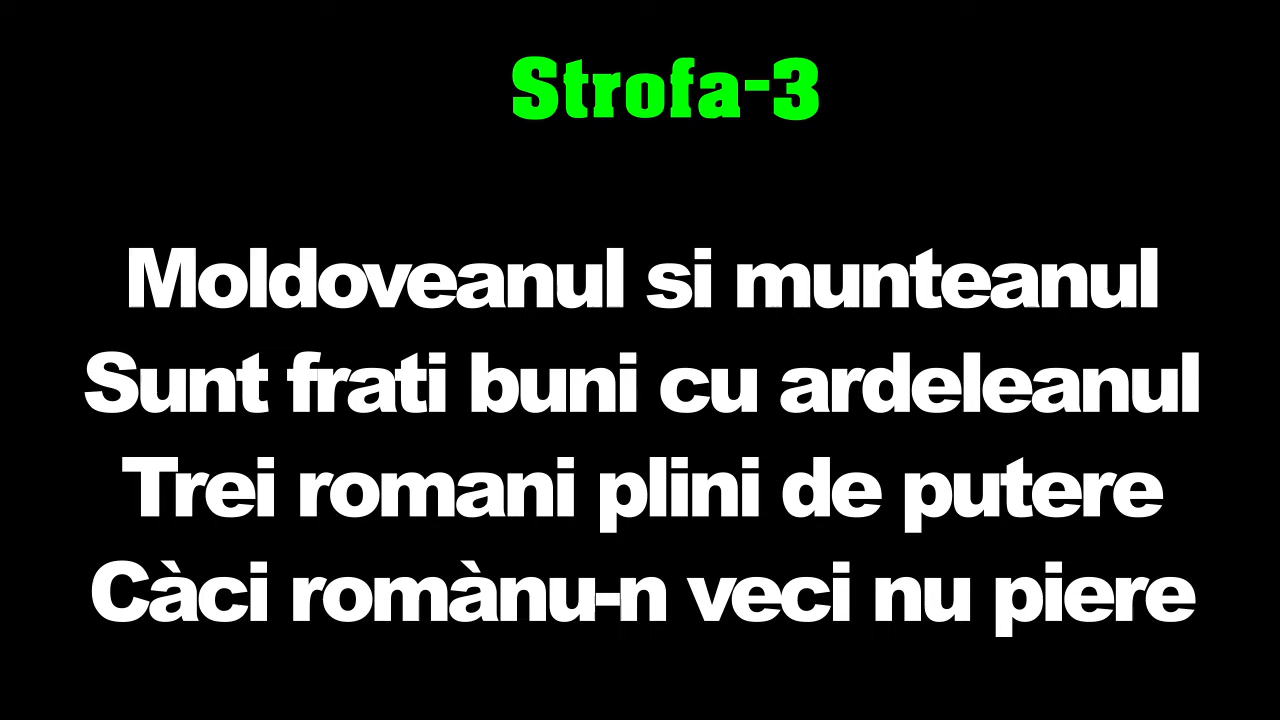 Strofa-3
Moldoveanul si munteanul
Sunt frati buni cu ardeleanul
Trei romani plini de putere
Càci romànu-n veci nu piere